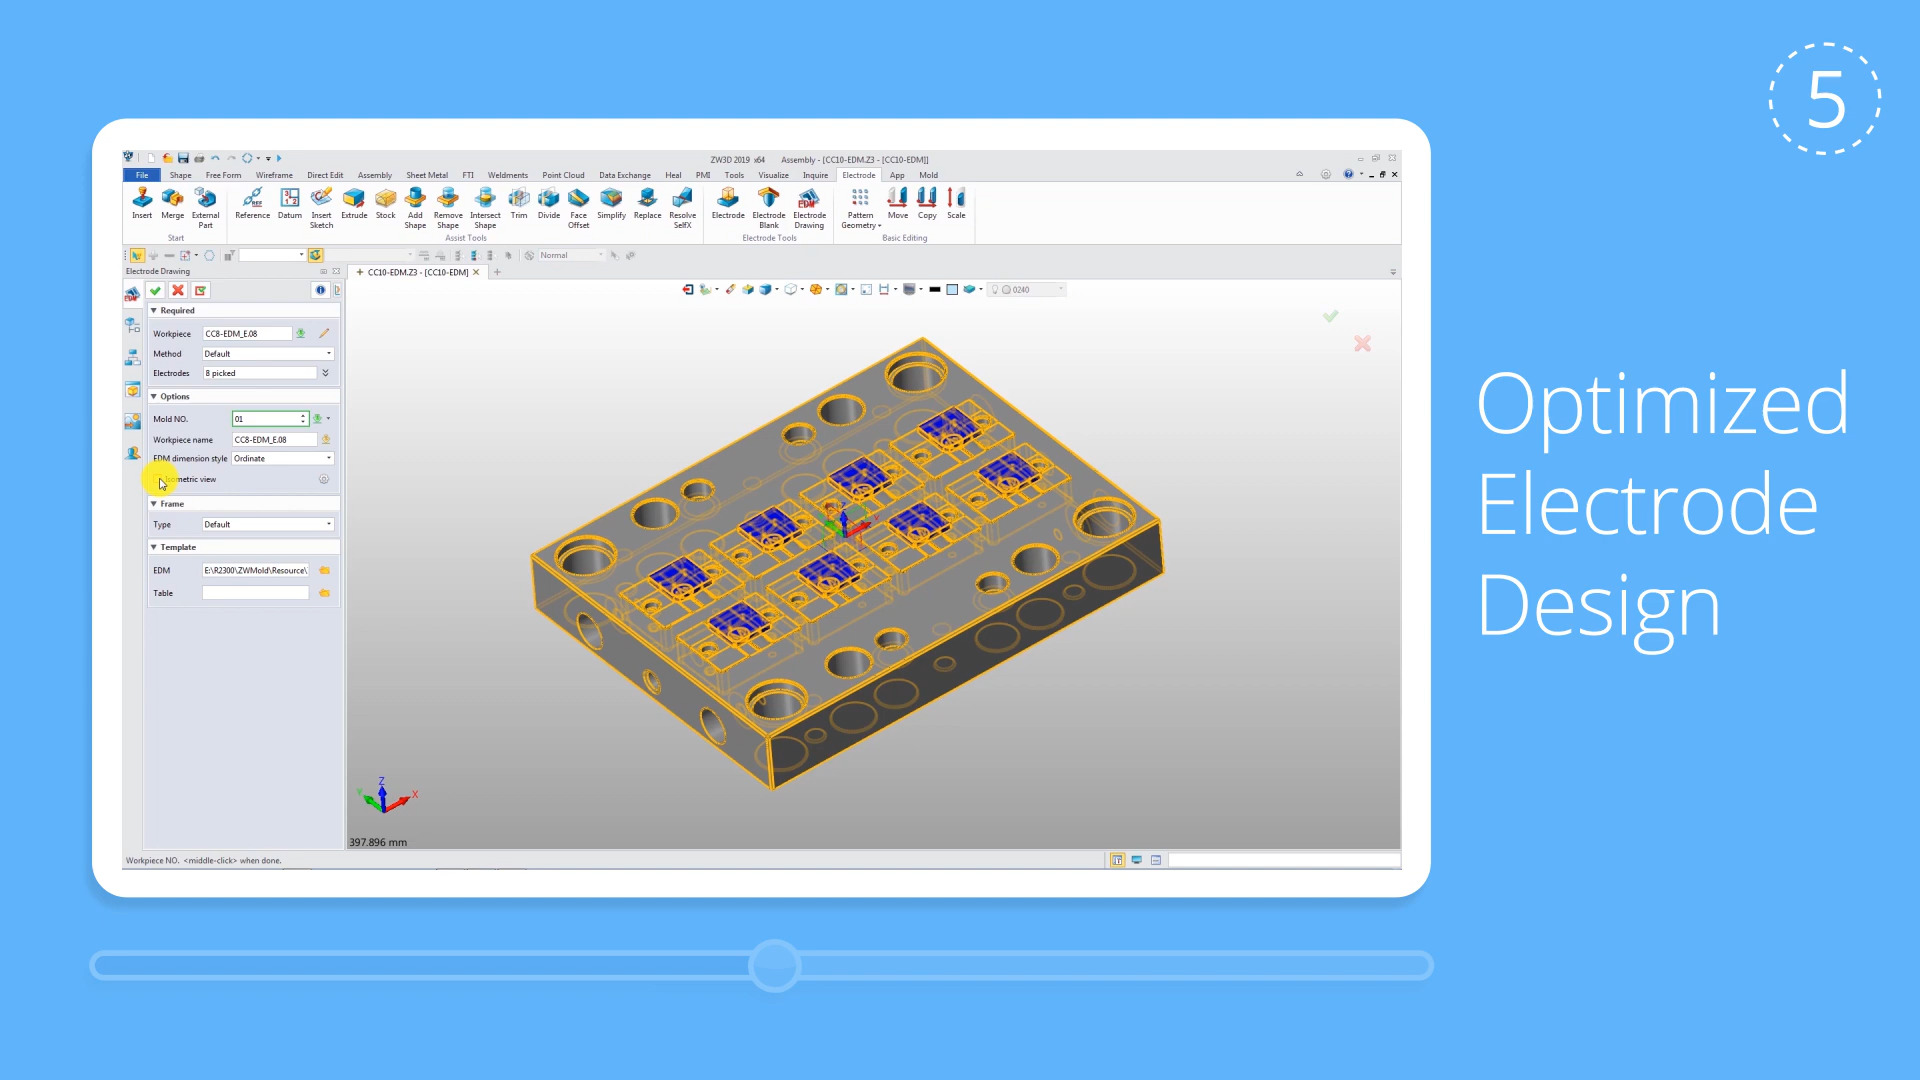 5
ZW3D 2019 x64 Assembly - [CC10-EDM.Z3 - [CC10-EDM]]
File Shape Free Form Wireframe Direct Edit Assembly Sheet Metal FTI Weldments Point Cloud Data Exchange Heal PMI Tools Visualize Inquire Electrode App Mold
Insert Merge External Part Reference Datum Insert Sketch Extrude Stock Add Shape Remove Shape Intersect Shape Trim Divide Face Offset Simplify Replace Resolve SelfX Electrode Electrode Blank Electrode Drawing Pattern Geometry Move Copy Scale
Start Assist Tools Electrode Tools Basic Editing
Normal
Electrode Drawing
CC10-EDM.Z3 - [CC10-EDM]
0240
Required
Workpiece CC8-EDM_E.08
Method Default
Electrodes 8 picked
Options
Mold NO. 01
Workpiece name CC8-EDM_E.08
EDM dimension style Ordinate
Isometric view
Frame
Type Default
Template
EDM E:\R2300\ZWMold\Resource\
Table
Z
Y X
397.896 mm
Workpiece NO. <middle-click> when done.
Optimized
Electrode
Design